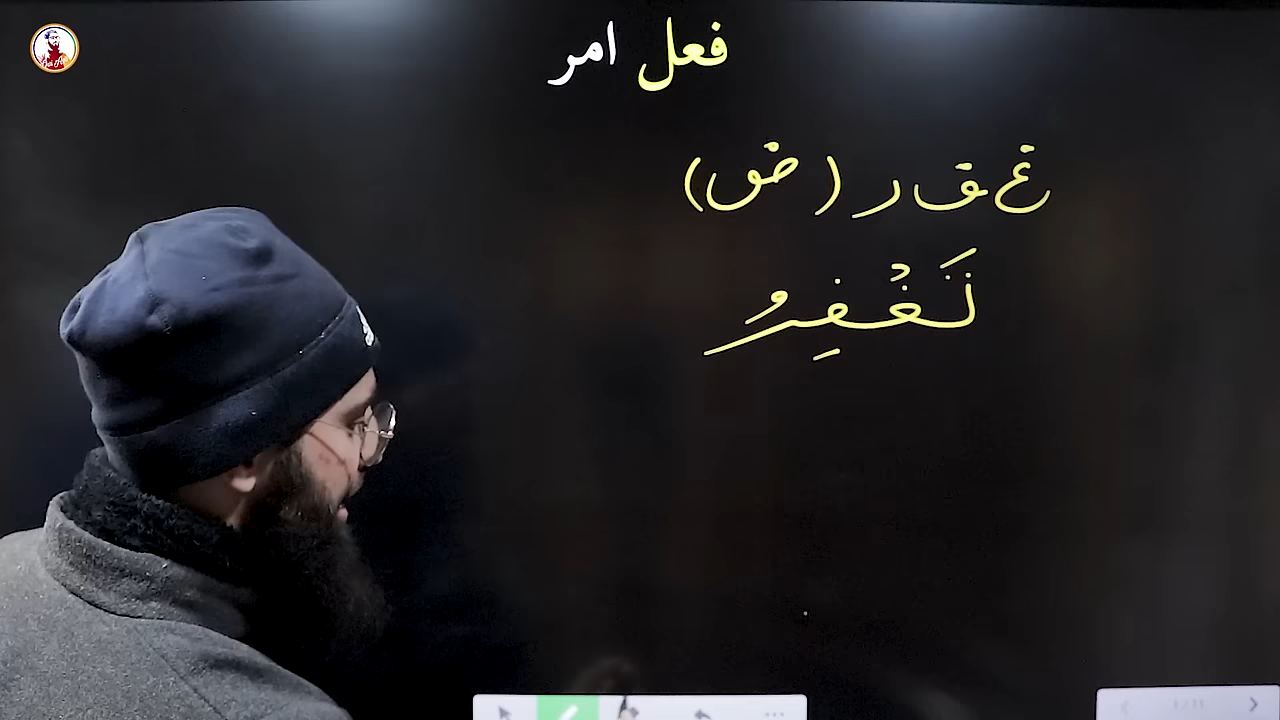 فعل امر
غ ف ر (ض)
تَغْفِرُ